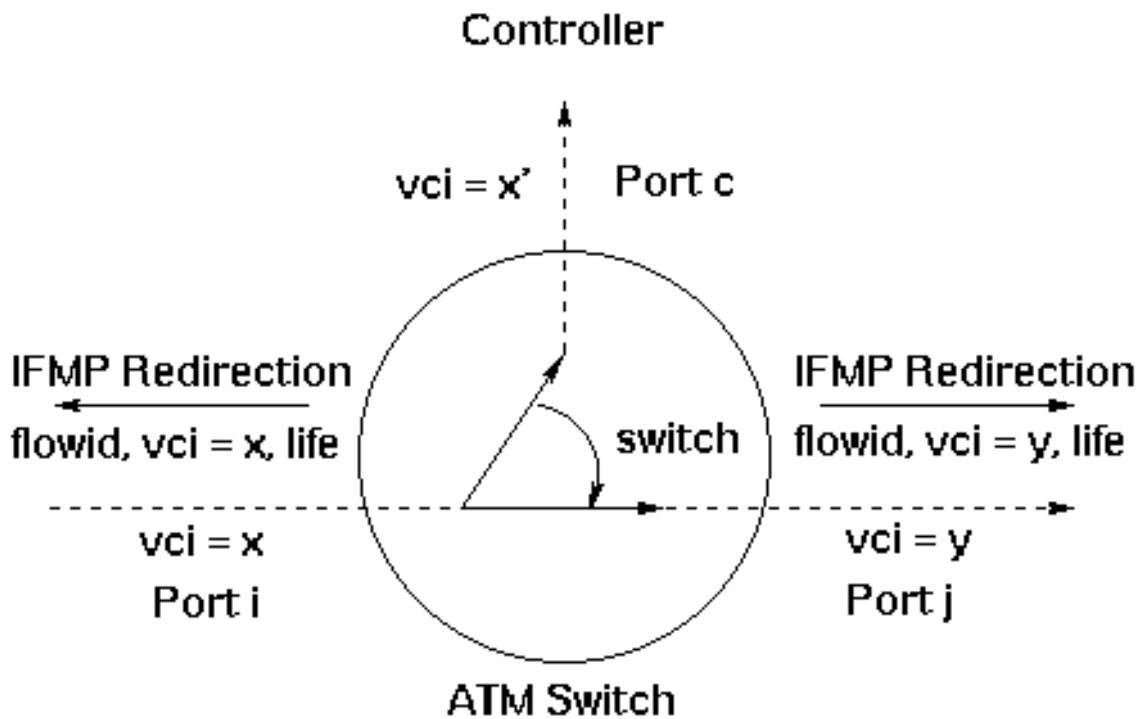 Controller
vci = x’
Port c
IFMP Redirection
flowid, vci = x, life
switch
IFMP Redirection
flowid, vci = y, life
vci = x
Port i
vci = y
Port j
ATM Switch